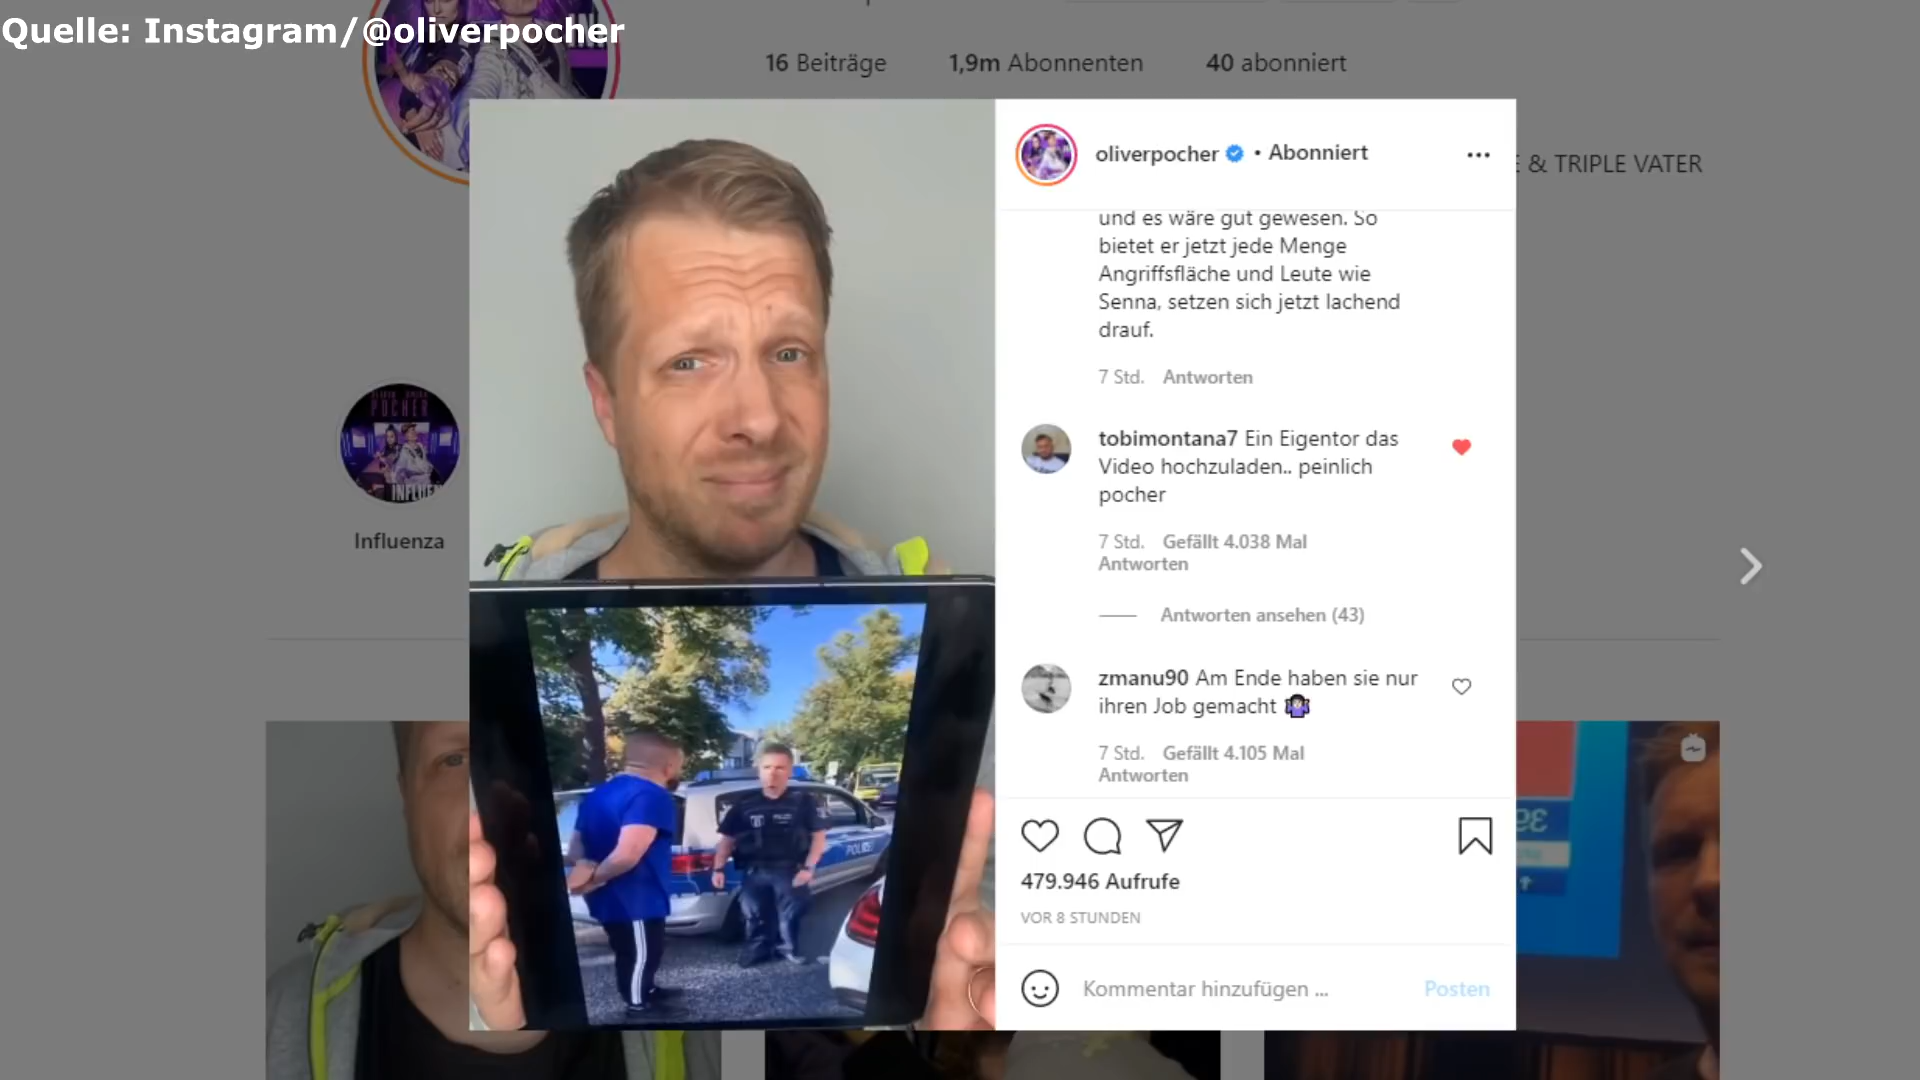 Quelle: Instagram/@oliverpocher
16 Beiträge
1,9m Abonnenten
40 abonniert
& TRIPLE VATER
POCHER
Influenza
oliverpocher • Abonniert
und es wäre gut gewesen. So
bietet er jetzt jede Menge
Angriffsfläche und Leute wie
Senna, setzen sich jetzt lachend
drauf.
7 Std. Antworten
tobimontana7 Ein Eigentor das
Video hochzuladen.. peinlich
pocher
7 Std. Gefällt 4.038 Mal
Antworten
Antworten ansehen (43)
zmanu90 Am Ende haben sie nur
ihren Job gemacht 🤷🏻‍♀️
7 Std. Gefällt 4.105 Mal
Antworten
479.946 Aufrufe
VOR 8 STUNDEN
Kommentar hinzufügen ...
Posten
POLIZEI